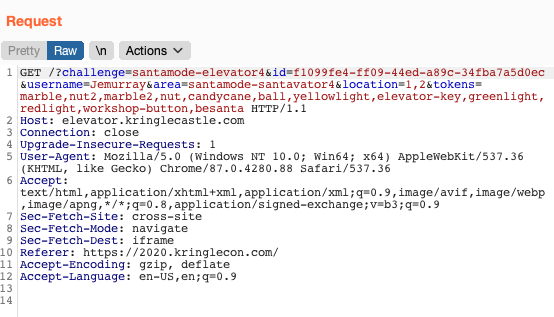 Request
Pretty Raw \n Actions
1 GET /?challenge=santamode-elevator4&id=f1099fe4-ff09-44ed-a89c-34fba7a5d0ec
&username=Jemurray&area=santamode-santavator4&location=1,2&tokens=
marble,nut2,marble2,nut,candycane,ball,yellowlight,elevator-key,greenlight,
redlight,workshop-button,besanta HTTP/1.1
2 Host: elevator.kringlecastle.com
3 Connection: close
4 Upgrade-Insecure-Requests: 1
5 User-Agent: Mozilla/5.0 (Windows NT 10.0; Win64; x64) AppleWebKit/537.36
(KHTML, like Gecko) Chrome/87.0.4280.88 Safari/537.36
6 Accept:
text/html,application/xhtml+xml,application/xml;q=0.9,image/avif,image/webp
,image/apng,*/*;q=0.8,application/signed-exchange;v=b3;q=0.9
7 Sec-Fetch-Site: cross-site
8 Sec-Fetch-Mode: navigate
9 Sec-Fetch-Dest: iframe
10 Referer: https://2020.kringlecon.com/
11 Accept-Encoding: gzip, deflate
12 Accept-Language: en-US,en;q=0.9
13
14